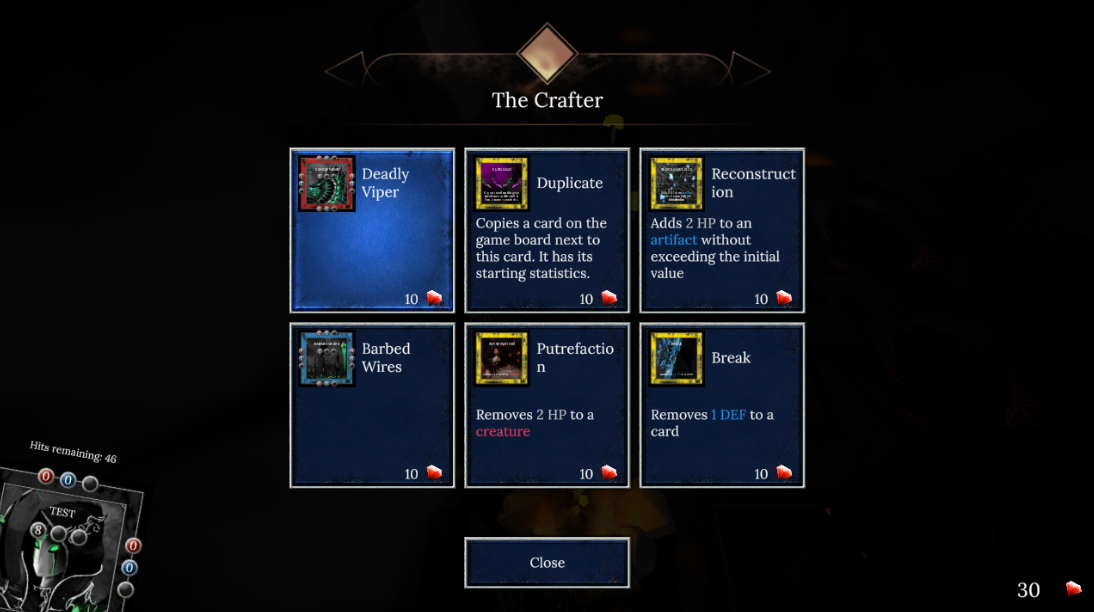 The Crafter
Deadly
Viper
10
Duplicate
Copies a card on the
game board next to
this card. It has its
starting statistics.
10
Reconstruct
ion
Adds 2 HP to an
artifact without
exceeding the initial
value
10
Barbed
Wires
10
Putrefactio
n
Removes 2 HP to a
creature
10
Break
Removes 1 DEF to a
card
10
Hits remaining: 46
0 0
TEST
8
0
0
Close
30